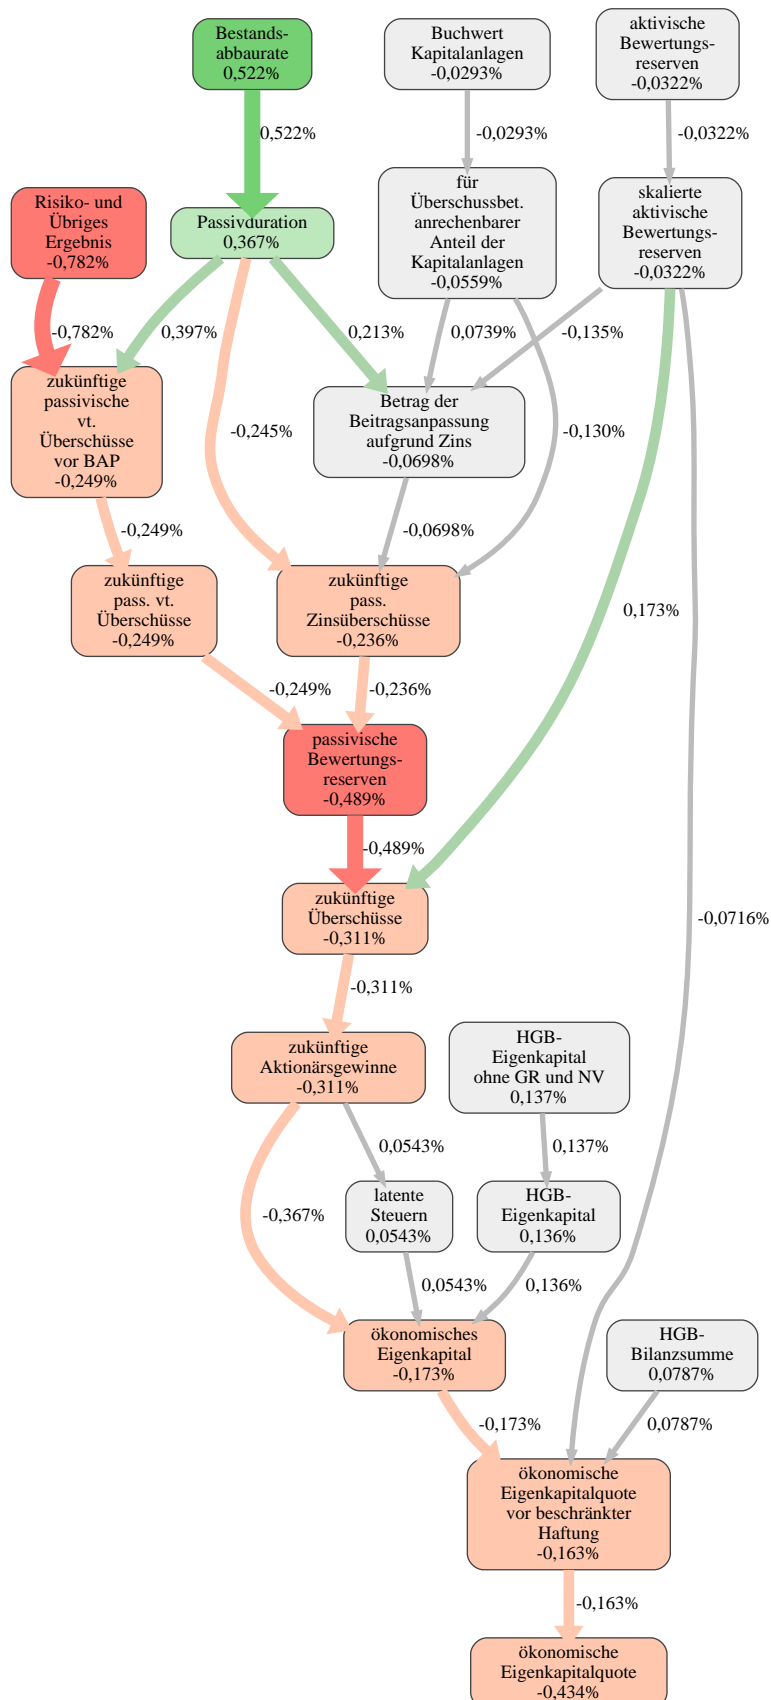 Bestands-
abbaurate
0,522%
Buchwert
Kapitalanlagen
-0,0293%
aktivische
Bewertungs-
reserven
-0,0322%
0,522%
-0,0293%
-0,0322%
Risiko- und
Übriges
Ergebnis
-0,782%
Passivduration
0,367%
für
Überschussbet.
anrechenbarer
Anteil der
Kapitalanlagen
-0,0559%
skalierte
aktivische
Bewertungs-
reserven
-0,0322%
-0,782%
0,397%
0,213%
0,0739%
-0,135%
zukünftige
passivische
vt.
Überschüsse
vor BAP
-0,249%
-0,245%
Betrag der
Beitragsanpassung
aufgrund Zins
-0,0698%
-0,130%
-0,249%
-0,0698%
zukünftige
pass. vt.
Überschüsse
-0,249%
zukünftige
pass.
Zinsüberschüsse
-0,236%
0,173%
-0,249%
-0,236%
passivische
Bewertungs-
reserven
-0,489%
-0,489%
zukünftige
Überschüsse
-0,311%
-0,0716%
-0,311%
zukünftige
Aktionärsgewinne
-0,311%
HGB-
Eigenkapital
ohne GR und NV
0,137%
0,0543%
0,137%
-0,367%
latente
Steuern
0,0543%
HGB-
Eigenkapital
0,136%
0,0543%
0,136%
ökonomisches
Eigenkapital
-0,173%
HGB-
Bilanzsumme
0,0787%
-0,173%
0,0787%
ökonomische
Eigenkapitalquote
vor beschränkter
Haftung
-0,163%
-0,163%
ökonomische
Eigenkapitalquote
-0,434%